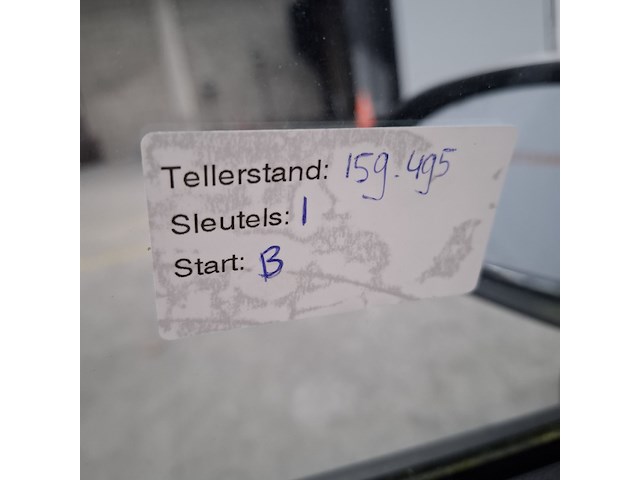 Tellerstand: 159.495
Sleutels: 1
Start: B